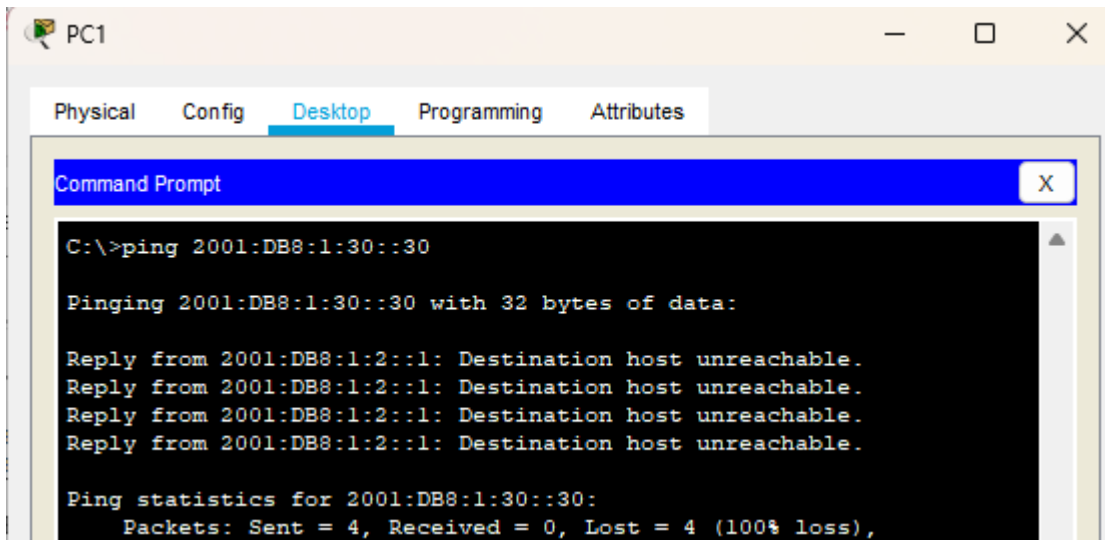 PC1
Physical Config Desktop Programming Attributes
Command Prompt X
C:\>ping 2001:DB8:1:30::30
Pinging 2001:DB8:1:30::30 with 32 bytes of data:
Reply from 2001:DB8:1:2::1: Destination host unreachable.
Reply from 2001:DB8:1:2::1: Destination host unreachable.
Reply from 2001:DB8:1:2::1: Destination host unreachable.
Reply from 2001:DB8:1:2::1: Destination host unreachable.
Ping statistics for 2001:DB8:1:30::30:
Packets: Sent = 4, Received = 0, Lost = 4 (100% loss),